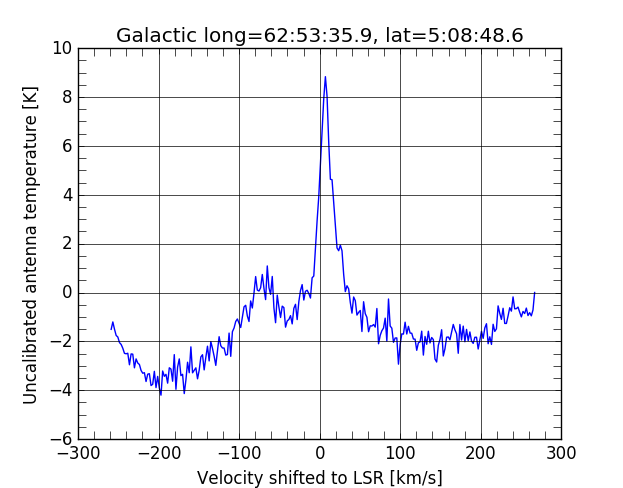 Galactic long=62:53:35.9, lat=5:08:48.6
Uncalibrated antenna temperature [K]
10
8
6
4
2
0
−2
−4
−6
−300 −200 −100 0 100 200 300
Velocity shifted to LSR [km/s]